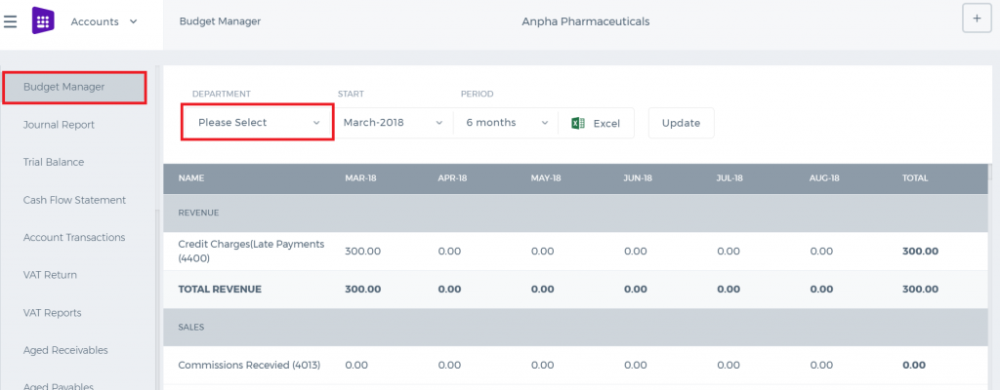 Accounts
Budget Manager
Anpha Pharmaceuticals
+
Budget Manager
Journal Report
Trial Balance
Cash Flow Statement
Account Transactions
VAT Return
VAT Reports
Aged Receivables
Aged Payables
DEPARTMENT START PERIOD
Please Select March-2018 6 months Excel Update
NAME MAR-18 APR-18 MAY-18 JUN-18 JUL-18 AUG-18 TOTAL
REVENUE
Credit Charges(Late Payments
(4400) 300.00 0.00 0.00 0.00 0.00 0.00 300.00
TOTAL REVENUE 300.00 0.00 0.00 0.00 0.00 0.00 300.00
SALES
Commissions Recevied (4013) 0.00 0.00 0.00 0.00 0.00 0.00 0.00